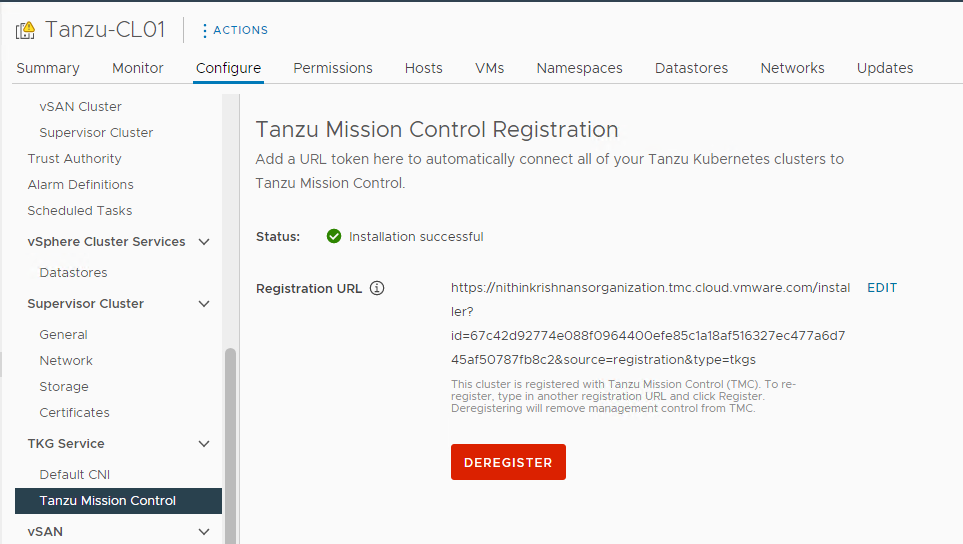 Tanzu-CL01
ACTIONS
Summary Monitor Configure Permissions Hosts VMs Namespaces Datastores Networks Updates
vSAN Cluster
Supervisor Cluster
Trust Authority
Alarm Definitions
Scheduled Tasks
vSphere Cluster Services
Datastores
Supervisor Cluster
General
Network
Storage
Certificates
TKG Service
Default CNI
Tanzu Mission Control
vSAN
Tanzu Mission Control Registration
Add a URL token here to automatically connect all of your Tanzu Kubernetes clusters to
Tanzu Mission Control.
Status: Installation successful
Registration URL https://nithinkrishnansorganization.tmc.cloud.vmware.com/instal EDIT
ler?
id=67c42d92774e088f0964400efe85c1a18af516327ec477a6d7
45af50787fb8c2&source=registration&type=tkgs
This cluster is registered with Tanzu Mission Control (TMC). To re-
register, type in another registration URL and click Register.
Deregistering will remove management control from TMC.
DEREGISTER